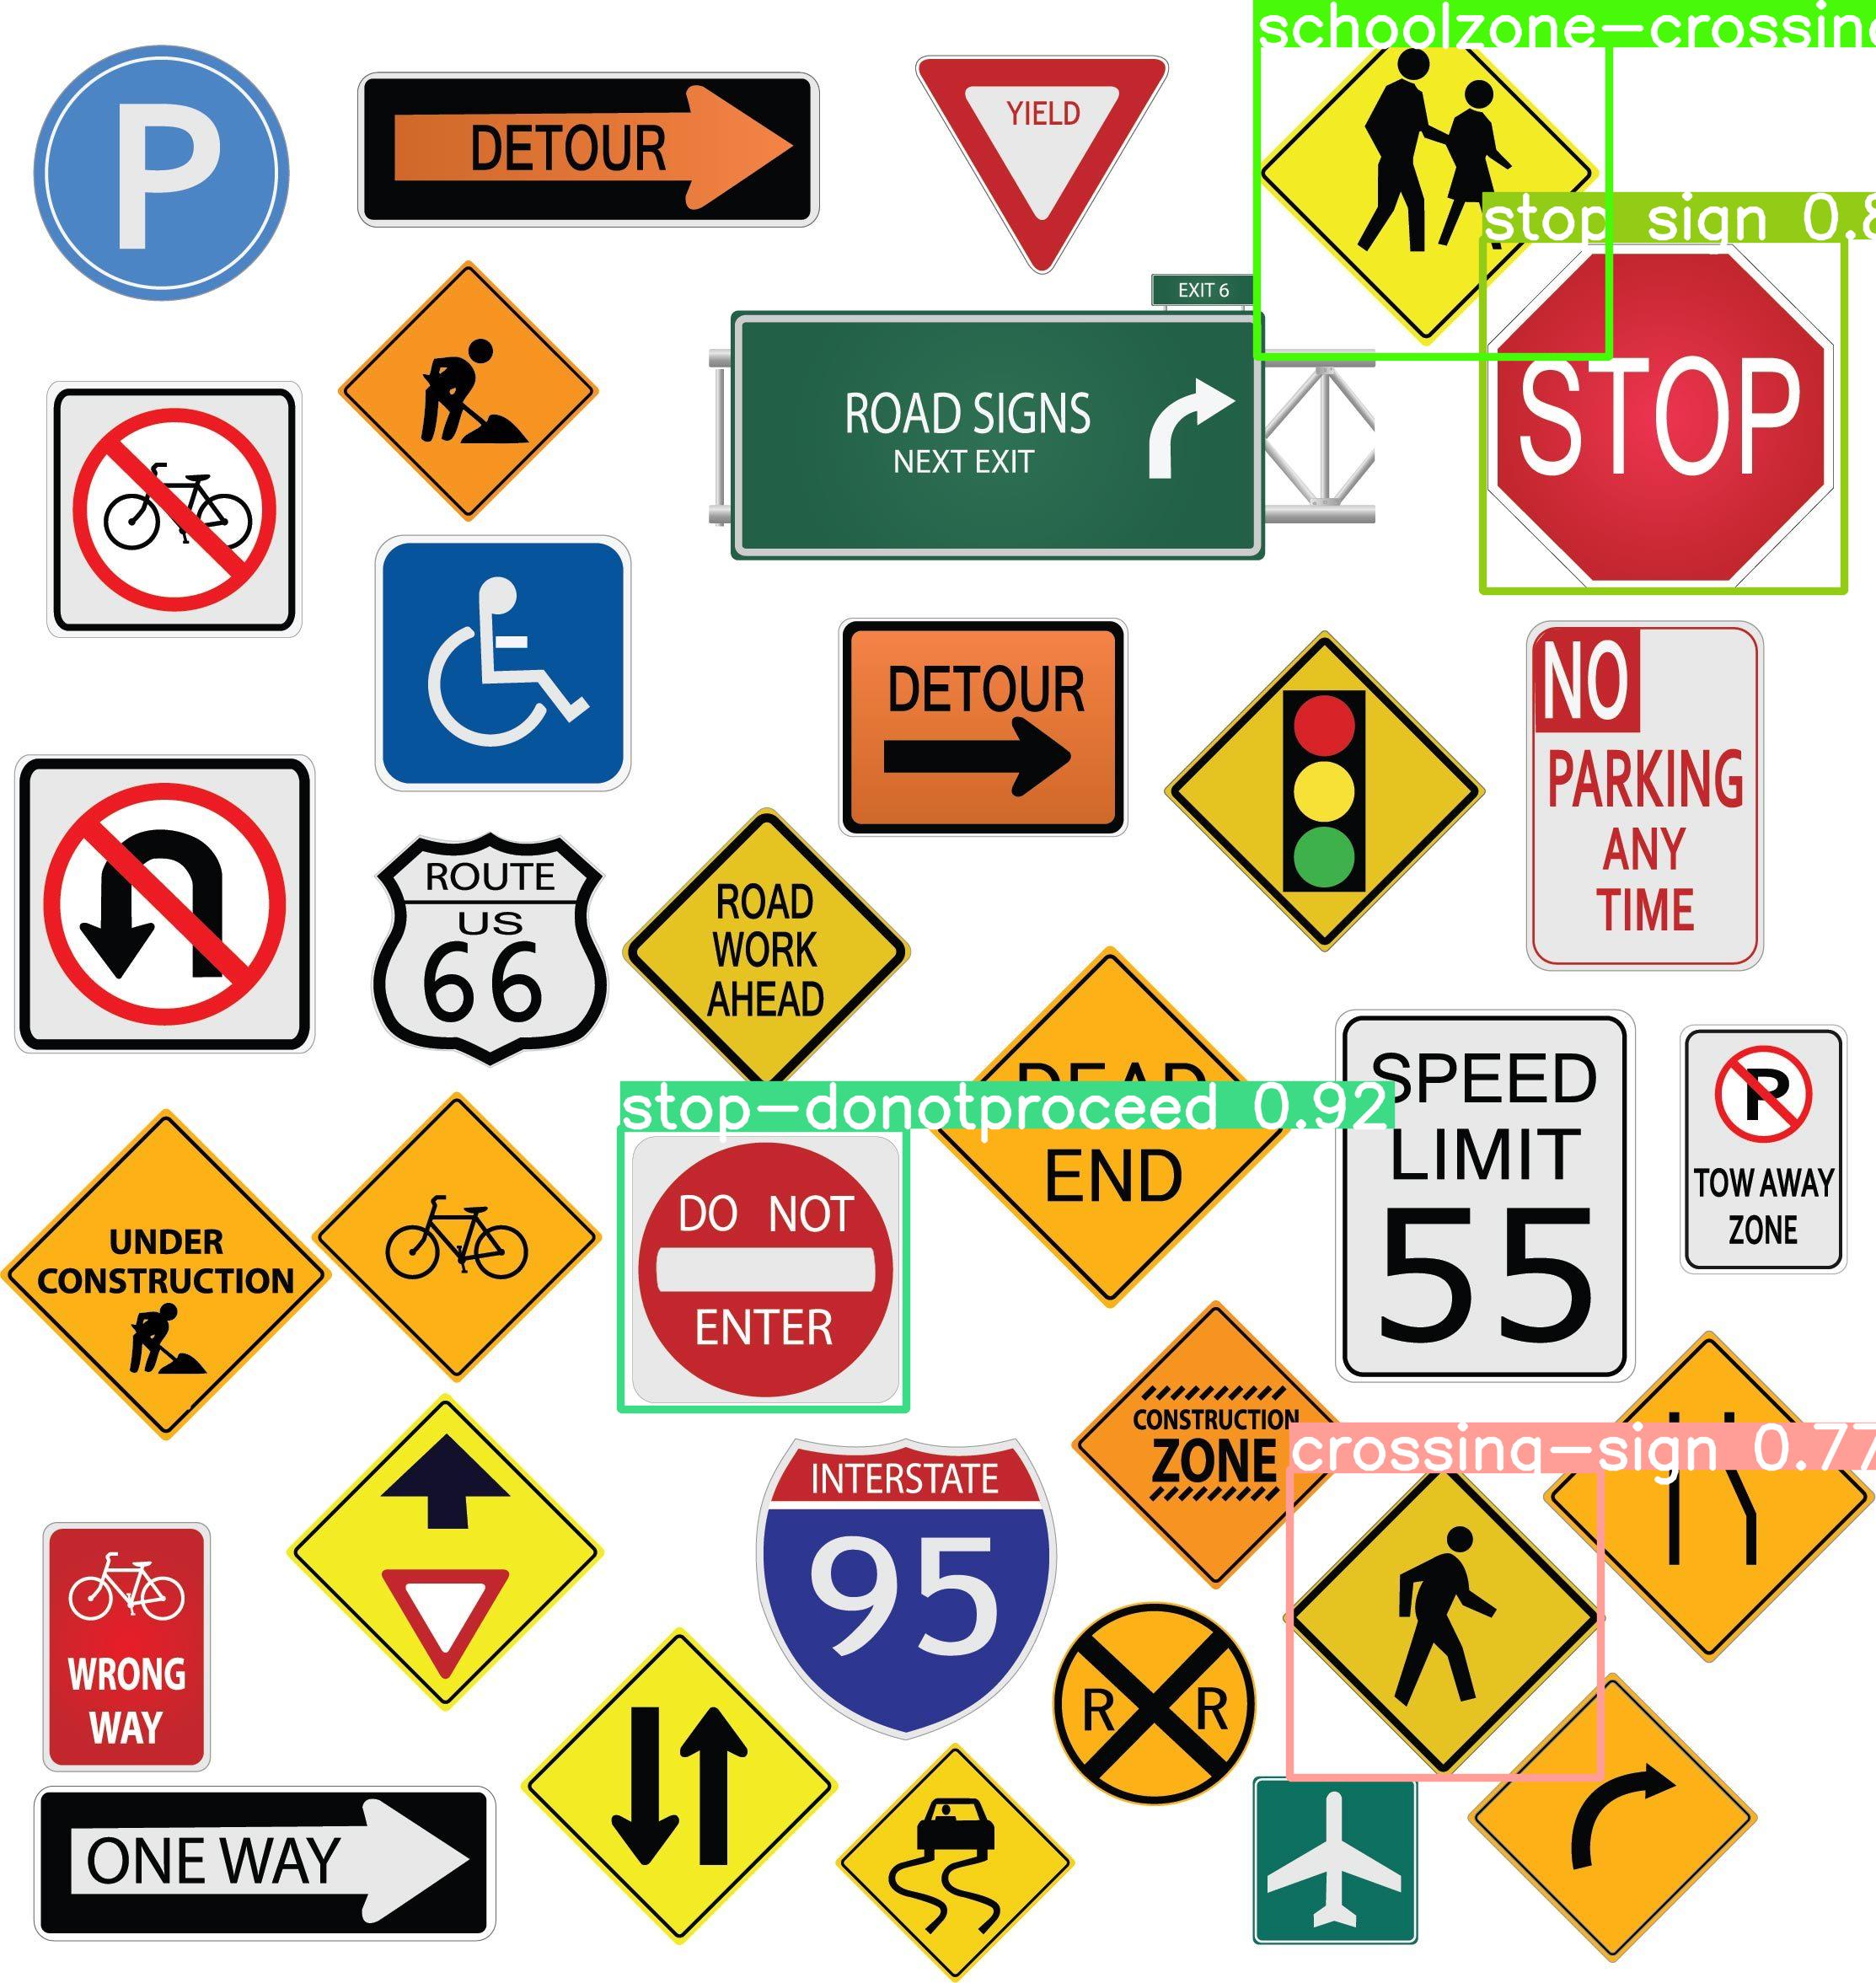 schoolzone-crossing
P
DETOUR
YIELD
stop sign 0.8
EXIT 6
ROAD SIGNS
NEXT EXIT
STOP
DETOUR
NO
PARKING
ANY
TIME
ROUTE
US
66
ROAD
WORK
AHEAD
DEAD
END
SPEED
LIMIT
55
P
TOW AWAY
ZONE
stop-donotproceed 0.92
UNDER
CONSTRUCTION
DO NOT
ENTER
CONSTRUCTION
ZONE
crossing-sign 0.77
INTERSTATE
95
WRONG
WAY
R R
ONE WAY